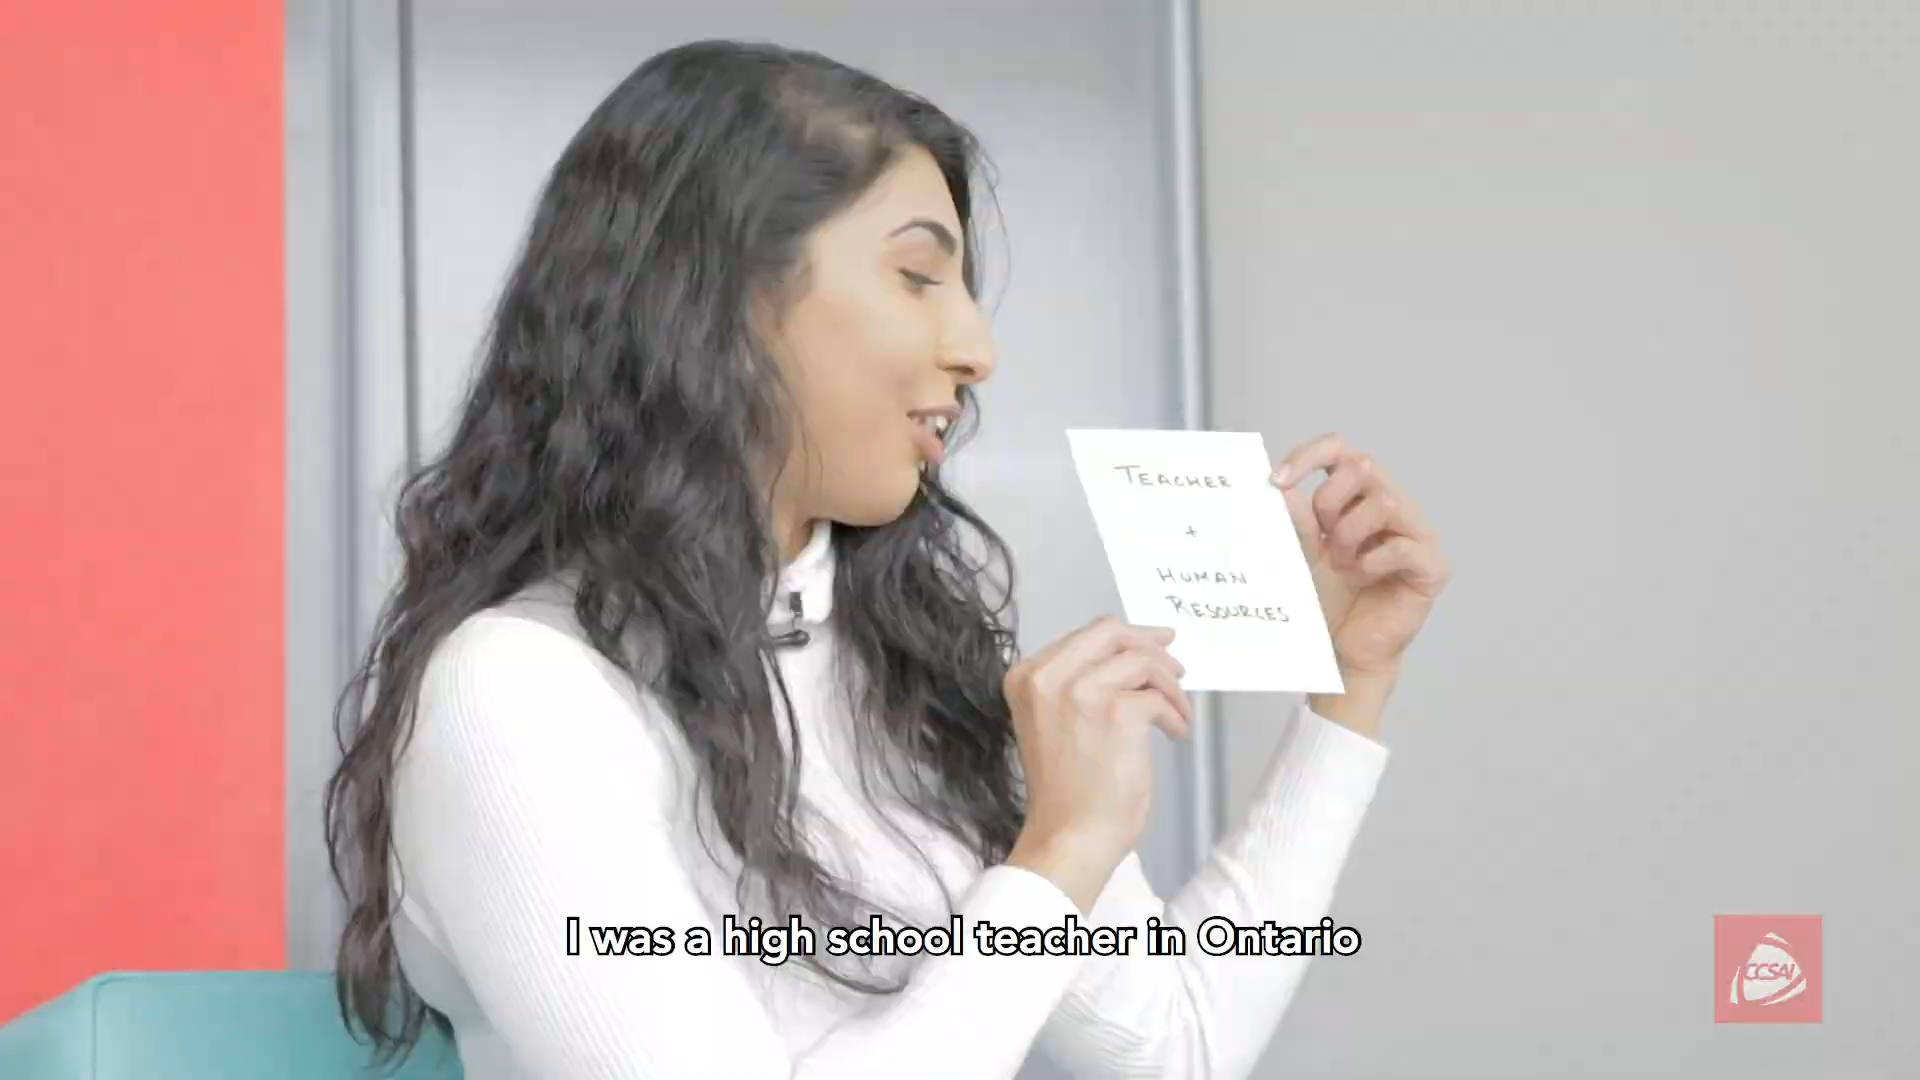 TEACHER
+
HUMAN
RESOURCES
I was a high school teacher in Ontario
CCSAI